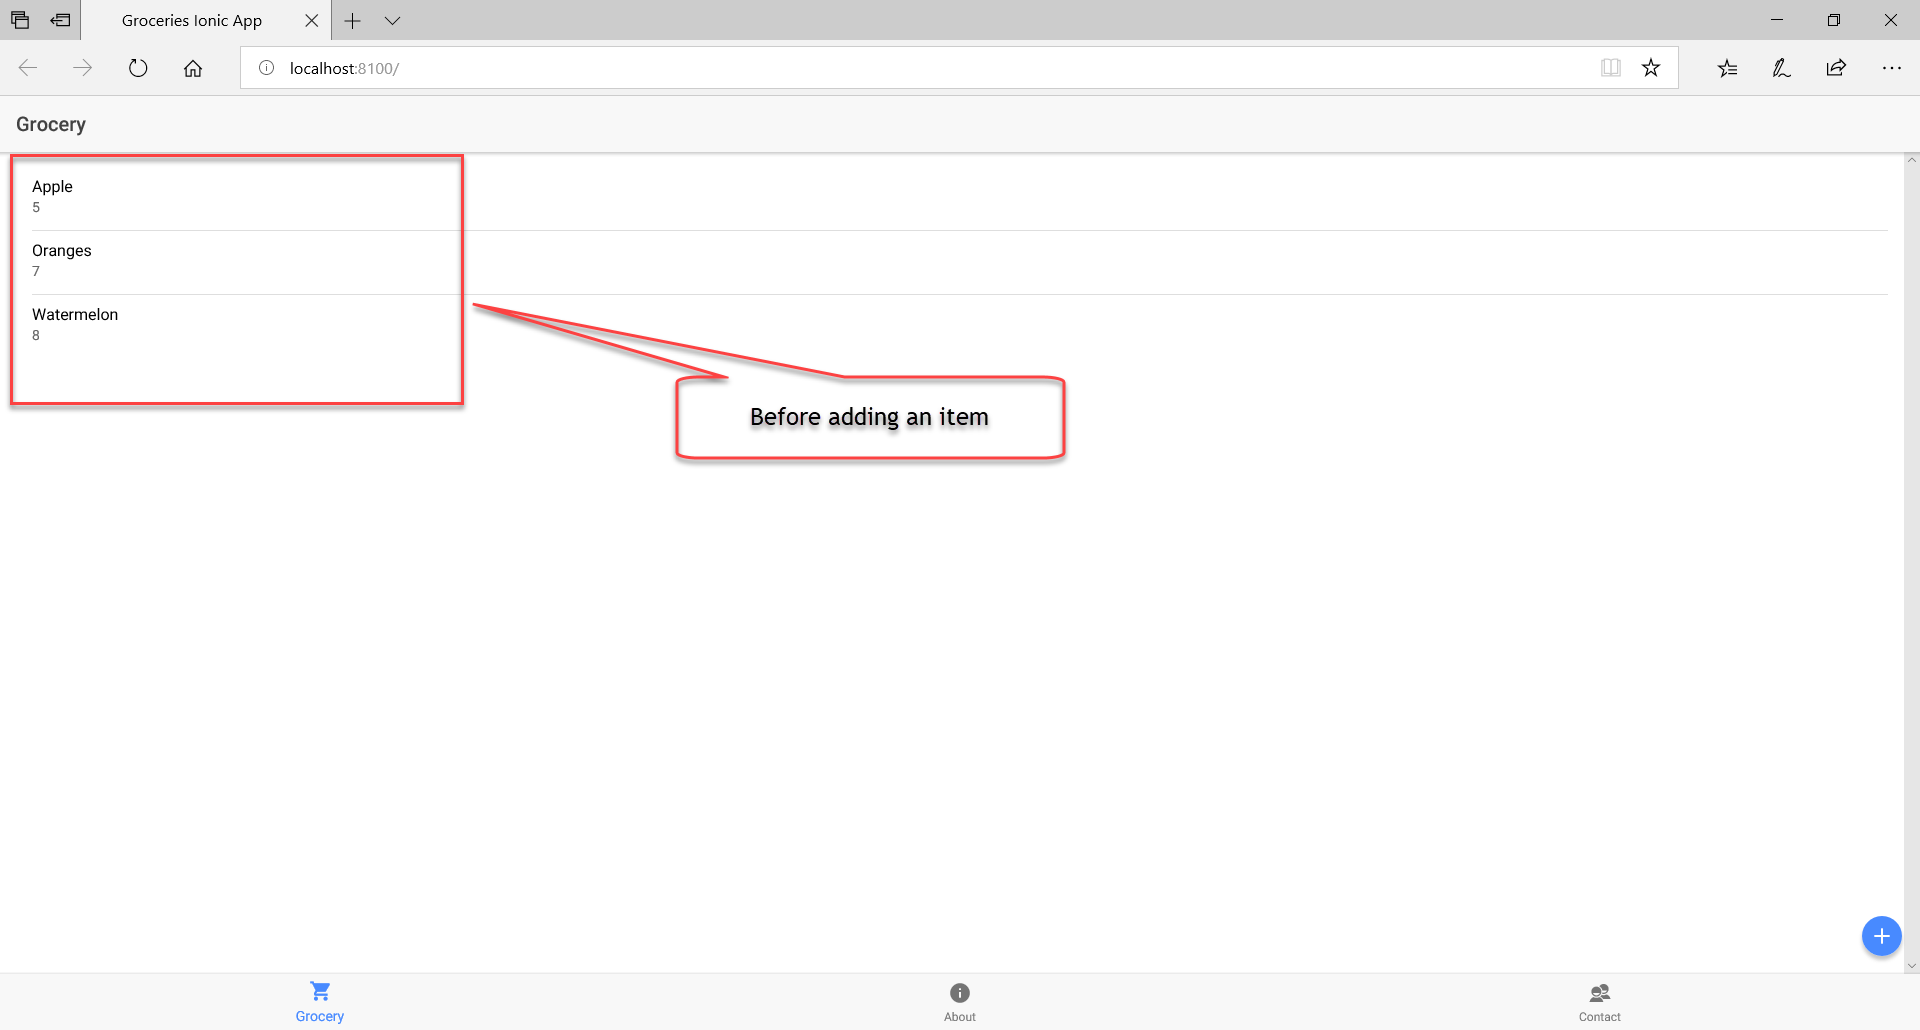 Groceries Ionic App
localhost:8100/
Grocery
Apple
5
Oranges
7
Watermelon
8
Before adding an item
Grocery
About
Contact